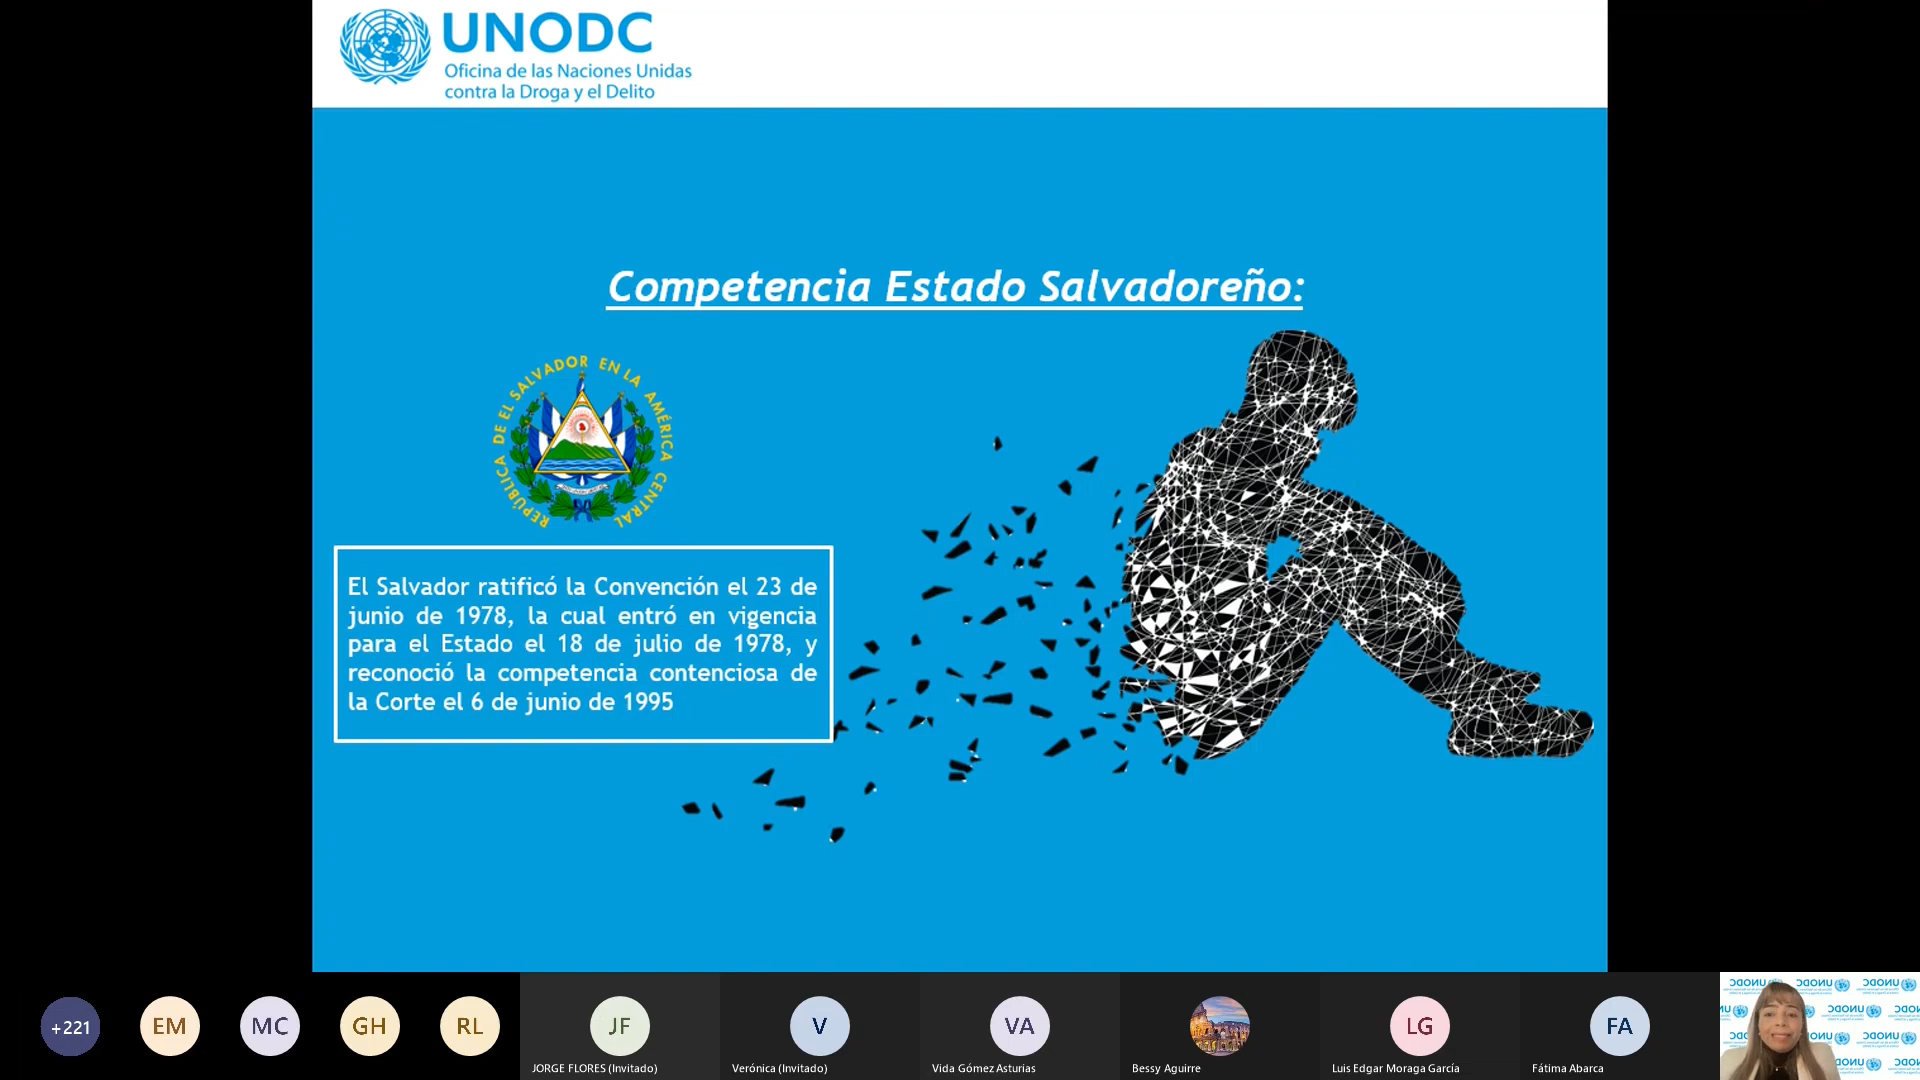 UNODC
Oficina de las Naciones Unidas
contra la Droga y el Delito
Competencia Estado Salvadoreño:
REPÚBLICA DE EL SALVADOR EN LA AMÉRICA CENTRAL
El Salvador ratificó la Convención el 23 de
junio de 1978, la cual entró en vigencia
para el Estado el 18 de julio de 1978, y
reconoció la competencia contenciosa de
la Corte el 6 de junio de 1995
+221
EM
MC
GH
RL
JF
V
VA
LG
FA
JORGE FLORES (Invitado)
Verónica (Invitado)
Vida Gómez Asturias
Bessy Aguirre
Luis Edgar Moraga García
Fátima Abarca
UNODC